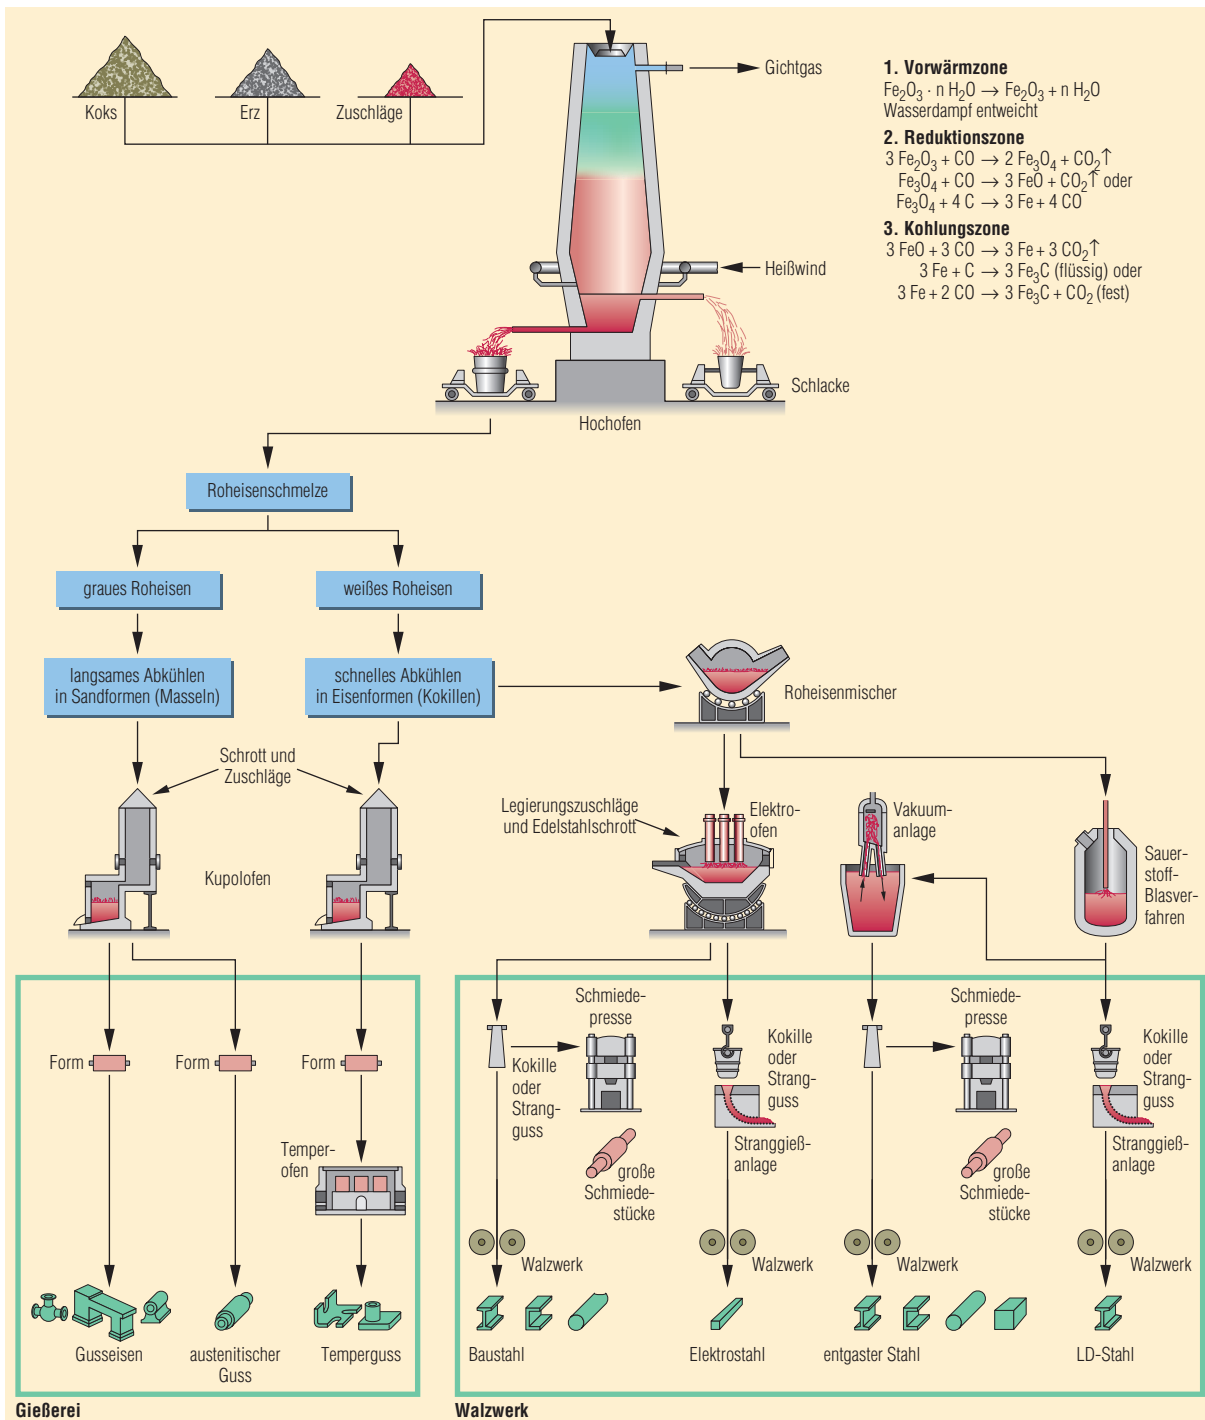 Koks
Erz
Zuschläge
Gichtgas
Heißwind
Schlacke
Hochofen
1. Vorwärmzone
Fe₂O₃ · n H₂O → Fe₂O₃ + n H₂O
Wasserdampf entweicht
2. Reduktionszone
3 Fe₂O₃ + CO → 2 Fe₃O₄ + CO₂↑
Fe₃O₄ + CO → 3 FeO + CO₂↑ oder
Fe₃O₄ + 4 C → 3 Fe + 4 CO
3. Kohlungszone
3 FeO + 3 CO → 3 Fe + 3 CO₂↑
3 Fe + C → 3 Fe₃C (flüssig) oder
3 Fe + 2 CO → 3 Fe₃C + CO₂ (fest)
Roheisenschmelze
graues Roheisen
weißes Roheisen
langsames Abkühlen
in Sandformen (Masseln)
schnelles Abkühlen
in Eisenformen (Kokillen)
Roheisenmischer
Schrott und
Zuschläge
Kupolofen
Legierungszuschläge
und Edelstahlschrott
Elektro-
ofen
Vakuum-
anlage
Sauer-
stoff-
Blasver-
fahren
Form
Form
Form
Temper-
ofen
Gusseisen
austenitischer
Guss
Temperguss
Gießerei
Schmiede-
presse
Kokille
oder
Strang-
guss
große
Schmiede-
stücke
Kokille
oder
Strang-
guss
Stranggieß-
anlage
Schmiede-
presse
große
Schmiede-
stücke
Kokille
oder
Strang-
guss
Stranggieß-
anlage
Walzwerk
Walzwerk
Walzwerk
Walzwerk
Baustahl
Elektrostahl
entgaster Stahl
LD-Stahl
Walzwerk